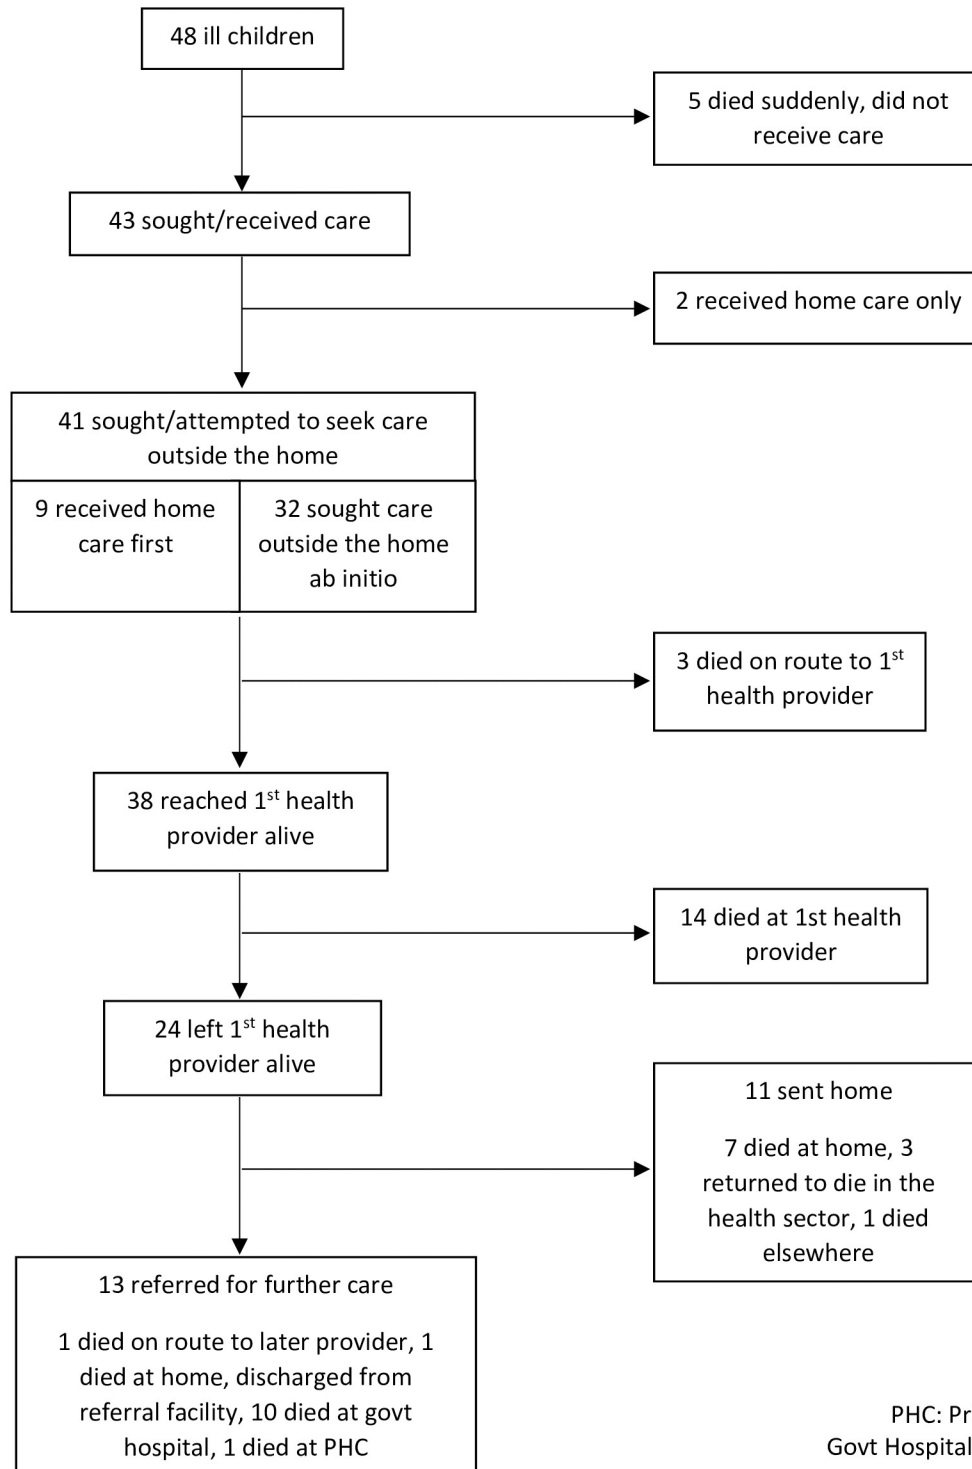 48 ill children
5 died suddenly, did not
receive care
43 sought/received care
2 received home care only
41 sought/attempted to seek care
outside the home
9 received home
care first
32 sought care
outside the home
ab initio
3 died on route to 1st
health provider
38 reached 1st health
provider alive
14 died at 1st health
provider
24 left 1st health
provider alive
11 sent home
7 died at home, 3
returned to die in the
health sector, 1 died
elsewhere
13 referred for further care
1 died on route to later provider, 1
died at home, discharged from
referral facility, 10 died at govt
hospital, 1 died at PHC
PHC: Pr
Govt Hospital